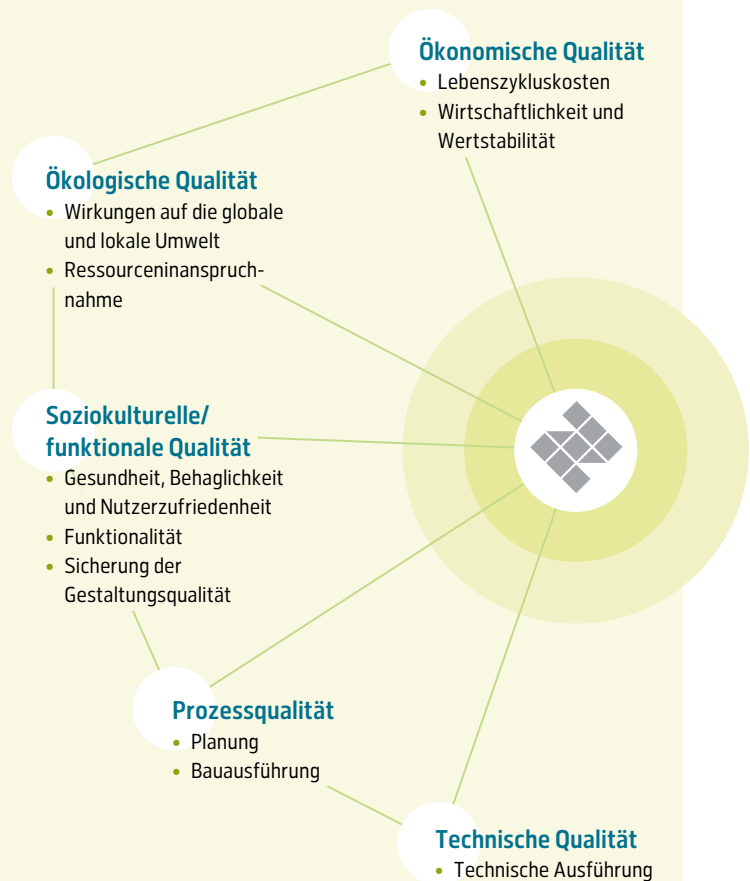 Ökonomische Qualität
• Lebenszykluskosten
• Wirtschaftlichkeit und
Wertstabilität
Ökologische Qualität
• Wirkungen auf die globale
und lokale Umwelt
• Ressourceninanspruch-
nahme
Soziokulturelle/
funktionale Qualität
• Gesundheit, Behaglichkeit
und Nutzerzufriedenheit
• Funktionalität
• Sicherung der
Gestaltungsqualität
Prozessqualität
• Planung
• Bauausführung
Technische Qualität
• Technische Ausführung